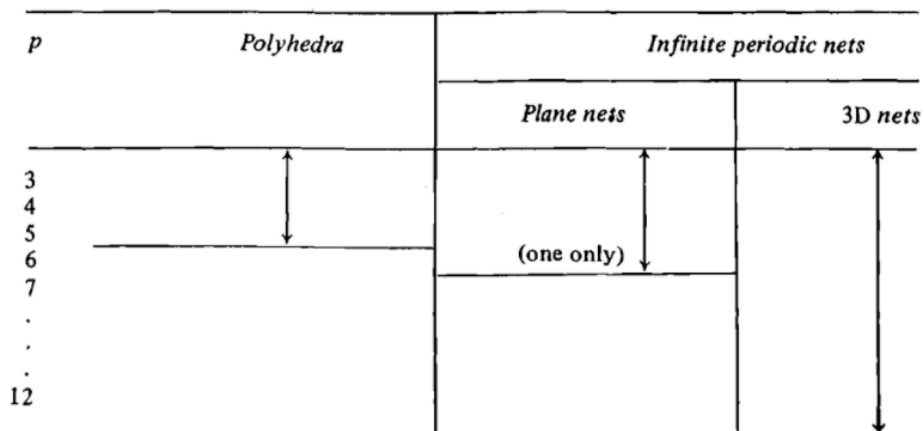 p Polyhedra Infinite periodic nets
Plane nets 3D nets
3
4
5
6 (one only)
7
.
.
.
12